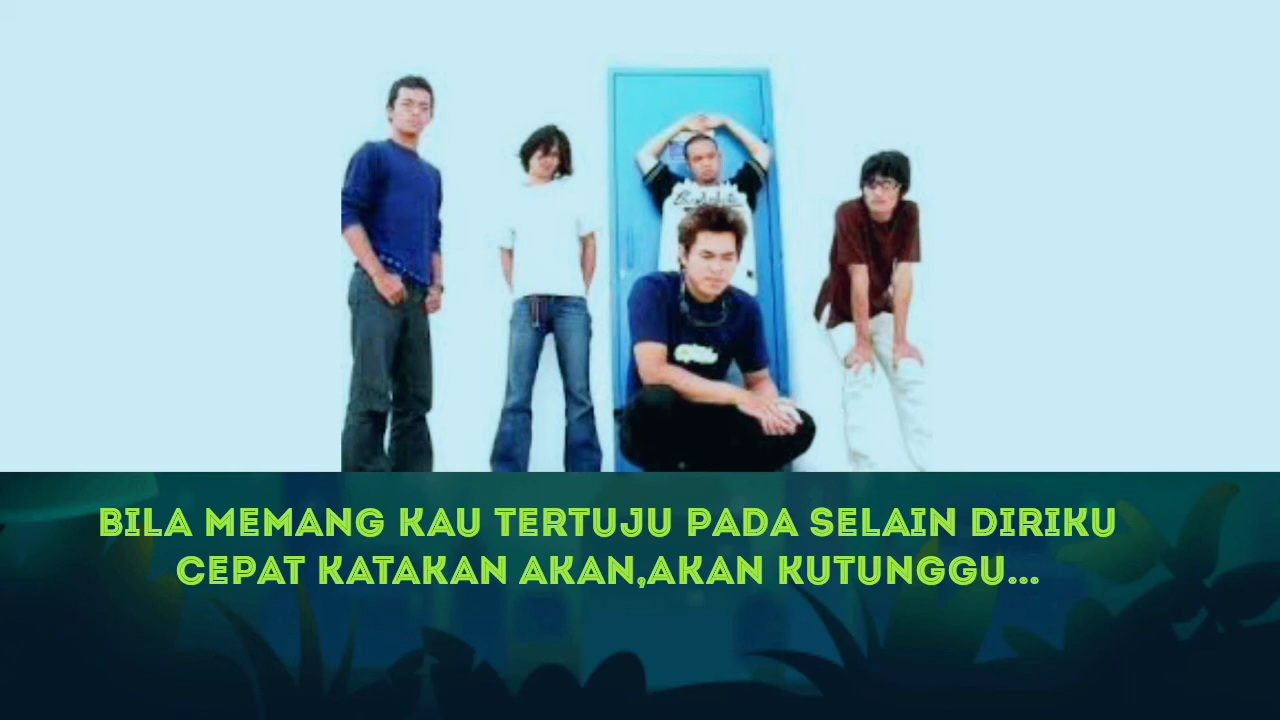 BILA MEMANG KAU TERTUJU PADA SELAIN DIRIKU
CEPAT KATAKAN AKAN,AKAN KUTUNGGU...